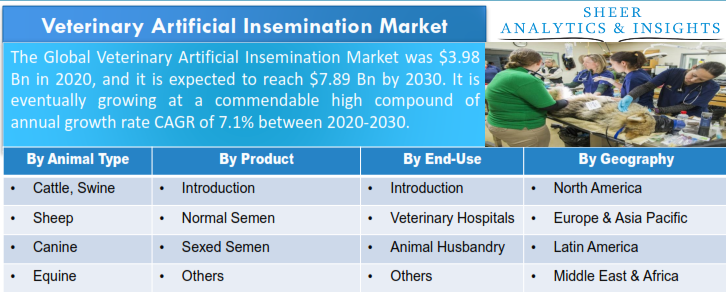 Veterinary Artificial Insemination Market
SHEER
ANALYTICS & INSIGHTS
The Global Veterinary Artificial Insemination Market was $3.98
Bn in 2020, and it is expected to reach $7.89 Bn by 2030. It is
eventually growing at a commendable high compound of
annual growth rate CAGR of 7.1% between 2020-2030.
By Animal Type By Product By End-Use By Geography
• Cattle, Swine • Introduction • Introduction • North America
• Sheep • Normal Semen • Veterinary Hospitals • Europe & Asia Pacific
• Canine • Sexed Semen • Animal Husbandry • Latin America
• Equine • Others • Others • Middle East & Africa